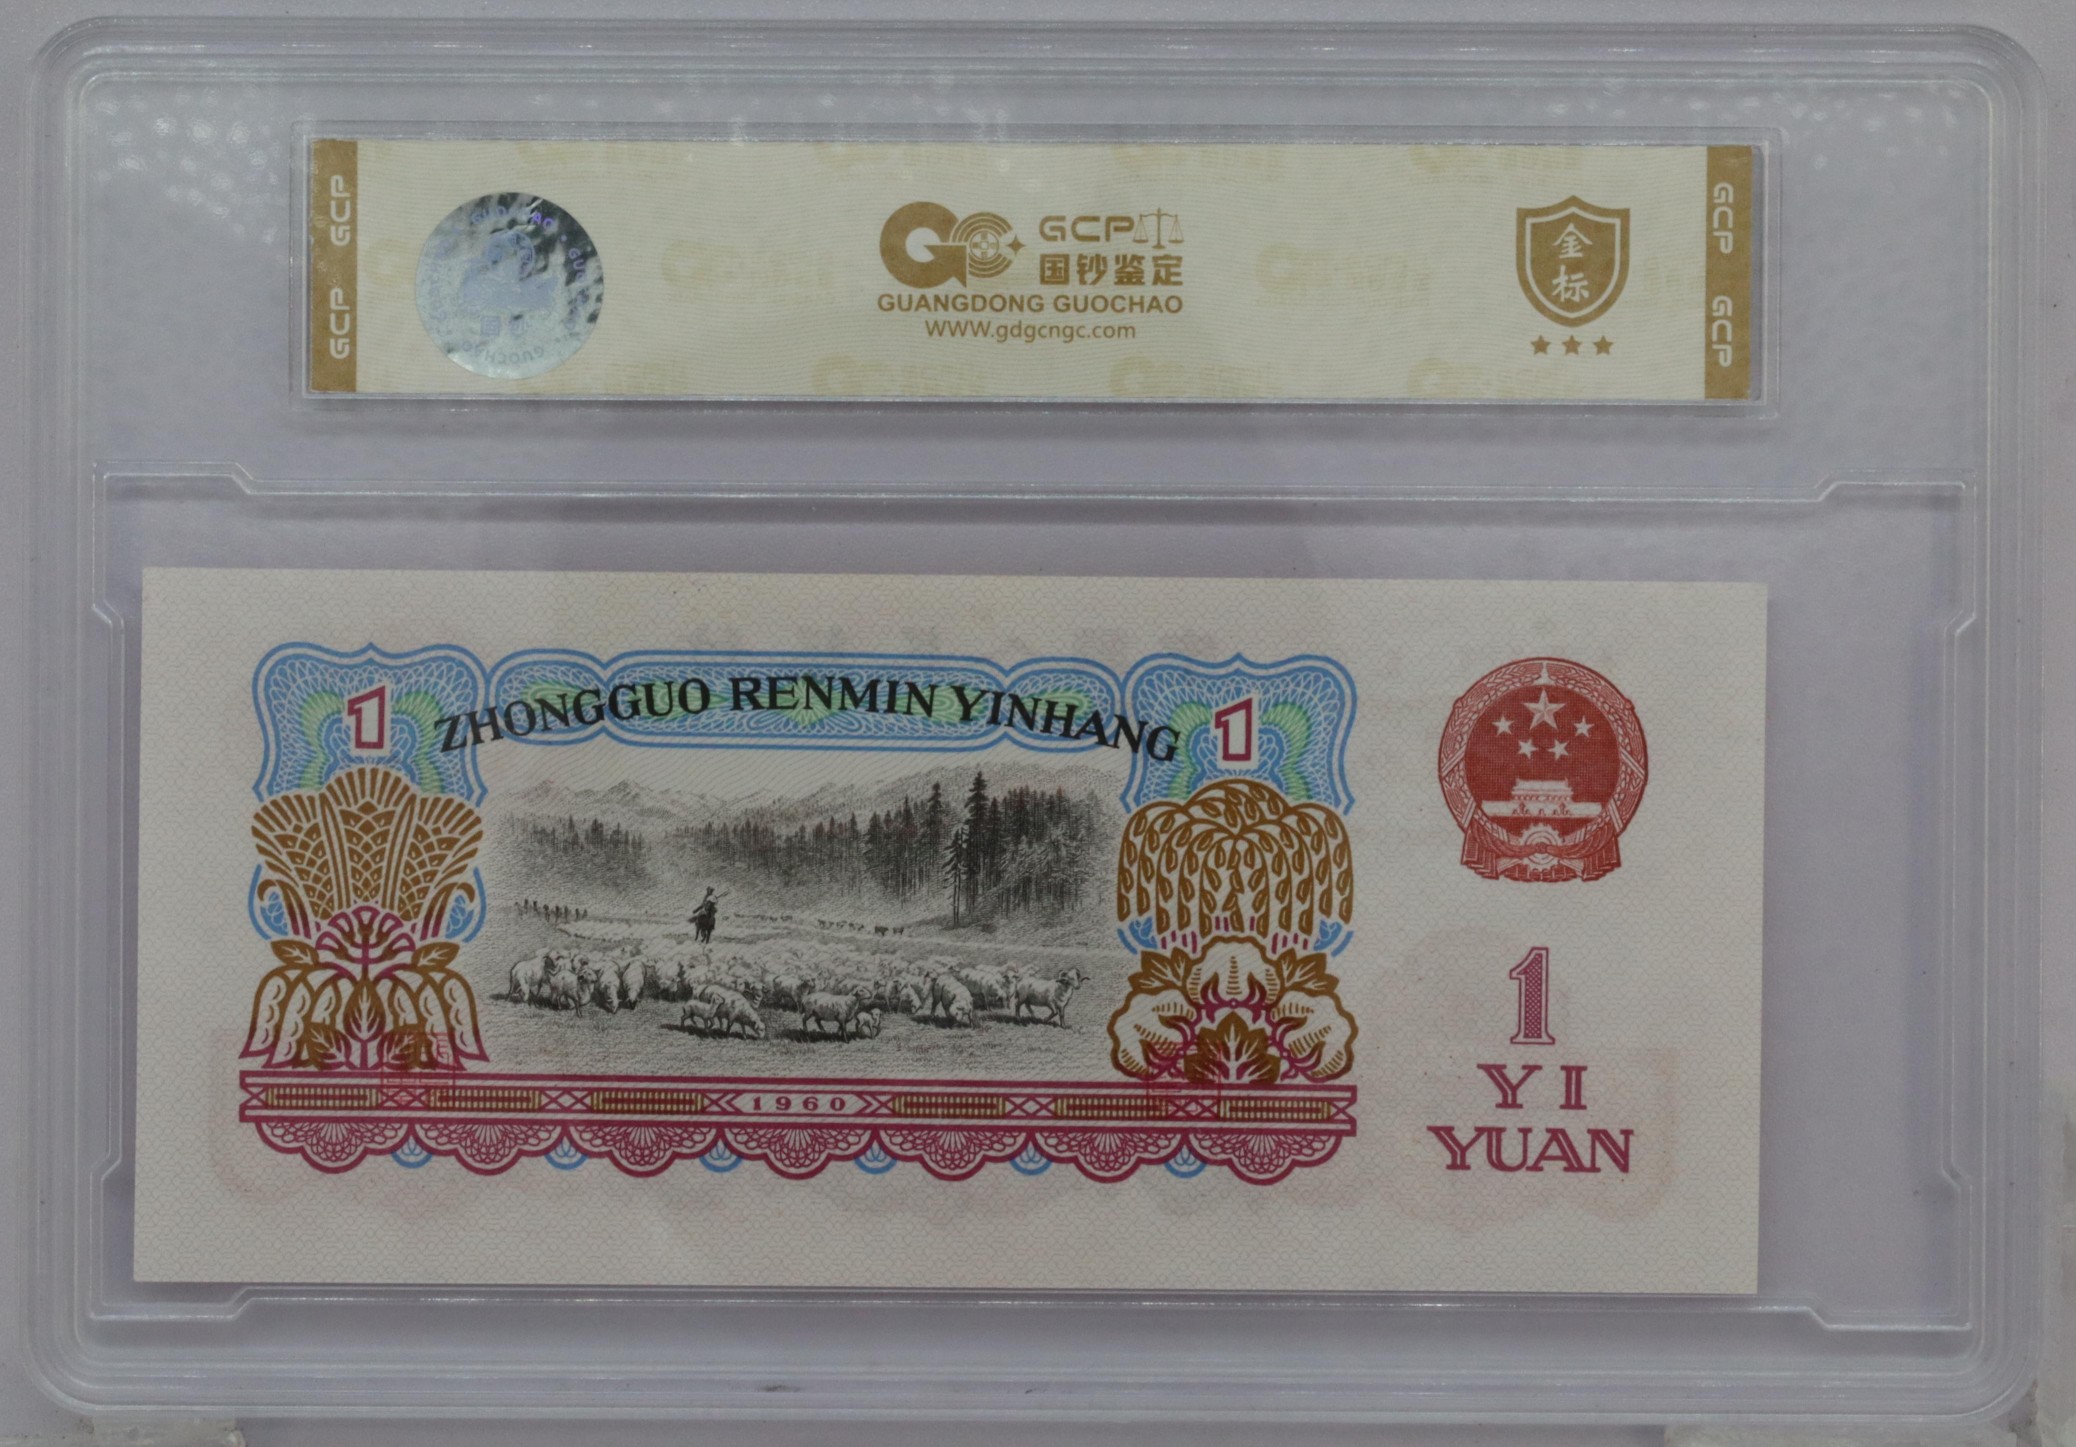 GCP
GCP
GCP
国钞鉴定
GUANGDONG GUOCHAO
WWW.gdgcngc.com
金
标
GCP
GCP
GUOCHAO
1
ZHONGGUO RENMIN YINHANG
1
1
YI
YUAN
1960